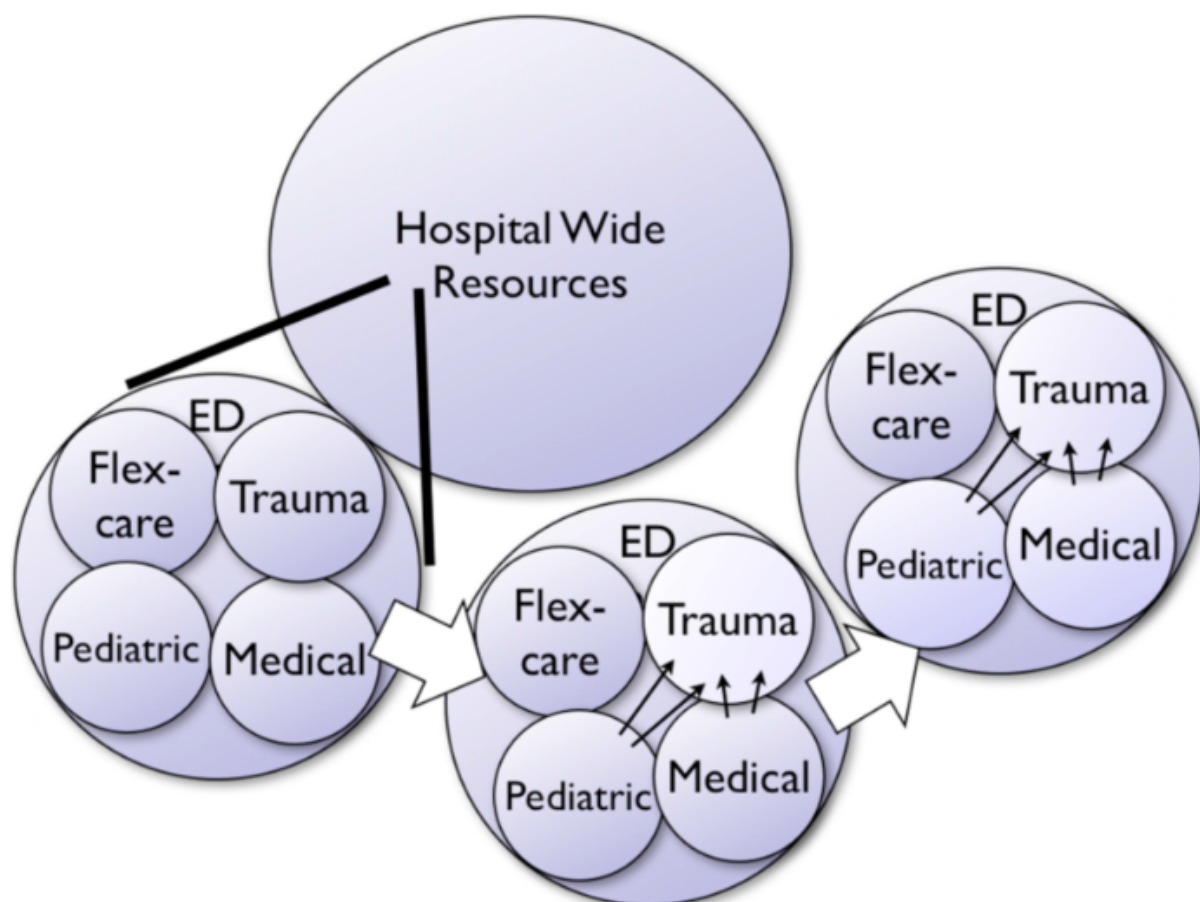 Hospital Wide
Resources
ED
Flex-
care
Trauma
Pediatric
Medical
ED
Flex-
care
Trauma
Pediatric
Medical
ED
Flex-
care
Trauma
Pediatric
Medical